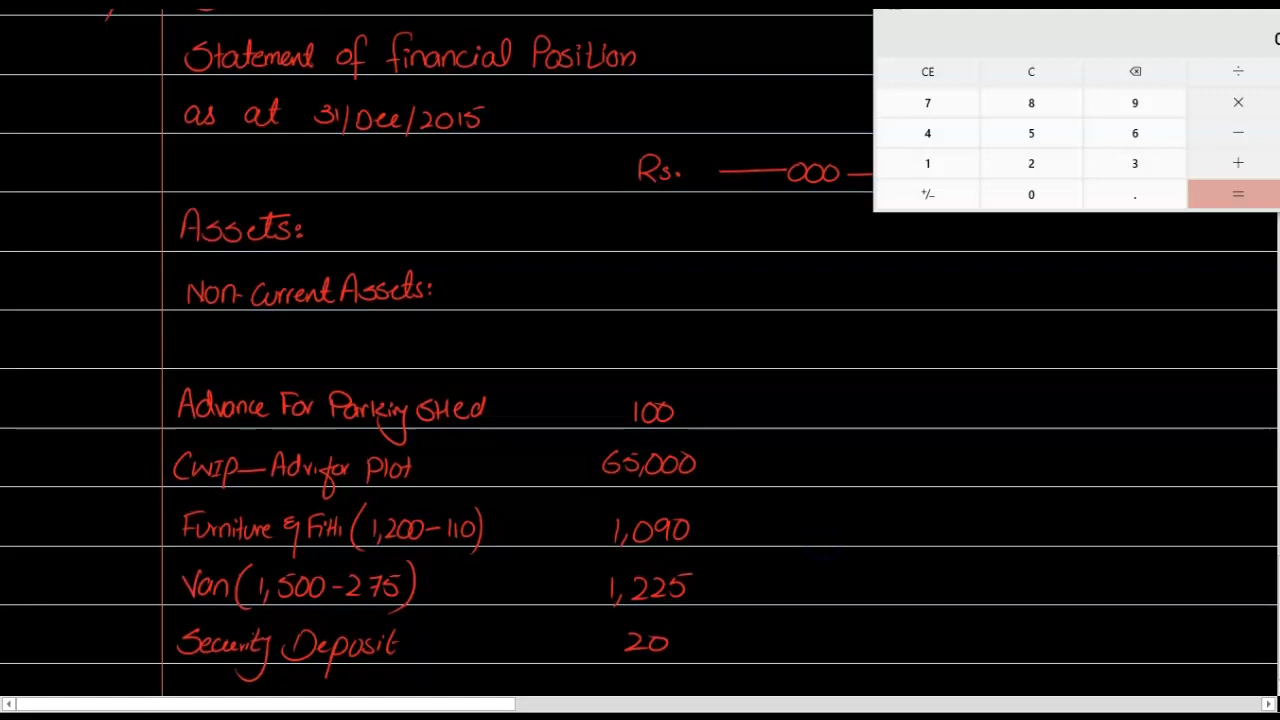 Statement of financial Position
as at 31/Dec/2015
Rs. ——000—
Assets:
Non-Current Assets:
Advance For Parking SHed 100
CWIP—Adv.for Plot 65,000
Furniture & Fitti (1,200-110) 1,090
Van (1,500-275) 1,225
Security Deposit 20
0
CE C ⌫ ÷
7 8 9 ×
4 5 6 −
1 2 3 +
+/− 0 . =